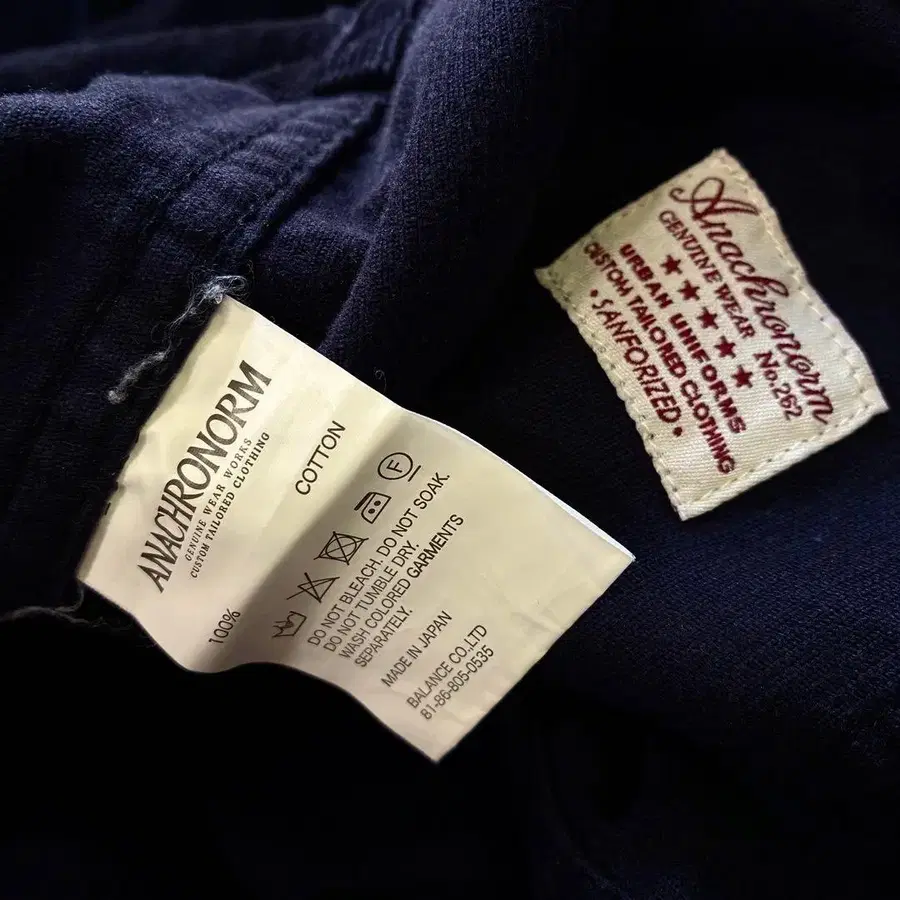 ANACHRONORM
GENUINE WEAR WORKS
CUSTOM TAILORED CLOTHING
100% COTTON
F
DO NOT BLEACH. DO NOT SOAK.
DO NOT TUMBLE DRY.
WASH COLORED GARMENTS
SEPARATELY.
MADE IN JAPAN
BALANCE CO.,LTD
81-86-805-0535
Anachronorm
GENUINE WEAR No.262
★ ★ ★ ★ ★
URBAN UNIFORMS
CUSTOM TAILORED CLOTHING
• SANFORIZED •